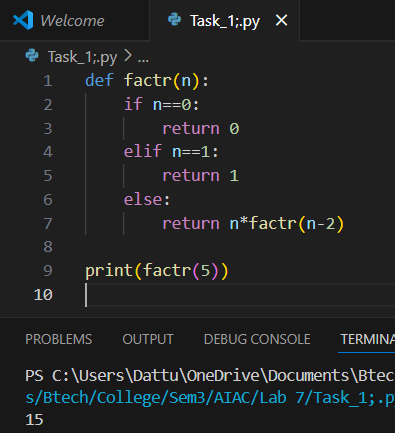 Welcome
Task_1;.py ×
Task_1;.py > ...
1 def factr(n):
2 if n==0:
3 return 0
4 elif n==1:
5 return 1
6 else:
7 return n*factr(n-2)
8
9 print(factr(5))
10
PROBLEMS OUTPUT DEBUG CONSOLE TERMINA
PS C:\Users\Dattu\OneDrive\Documents\Btec
s/Btech/College/Sem3/AIAC/Lab 7/Task_1;.p
15